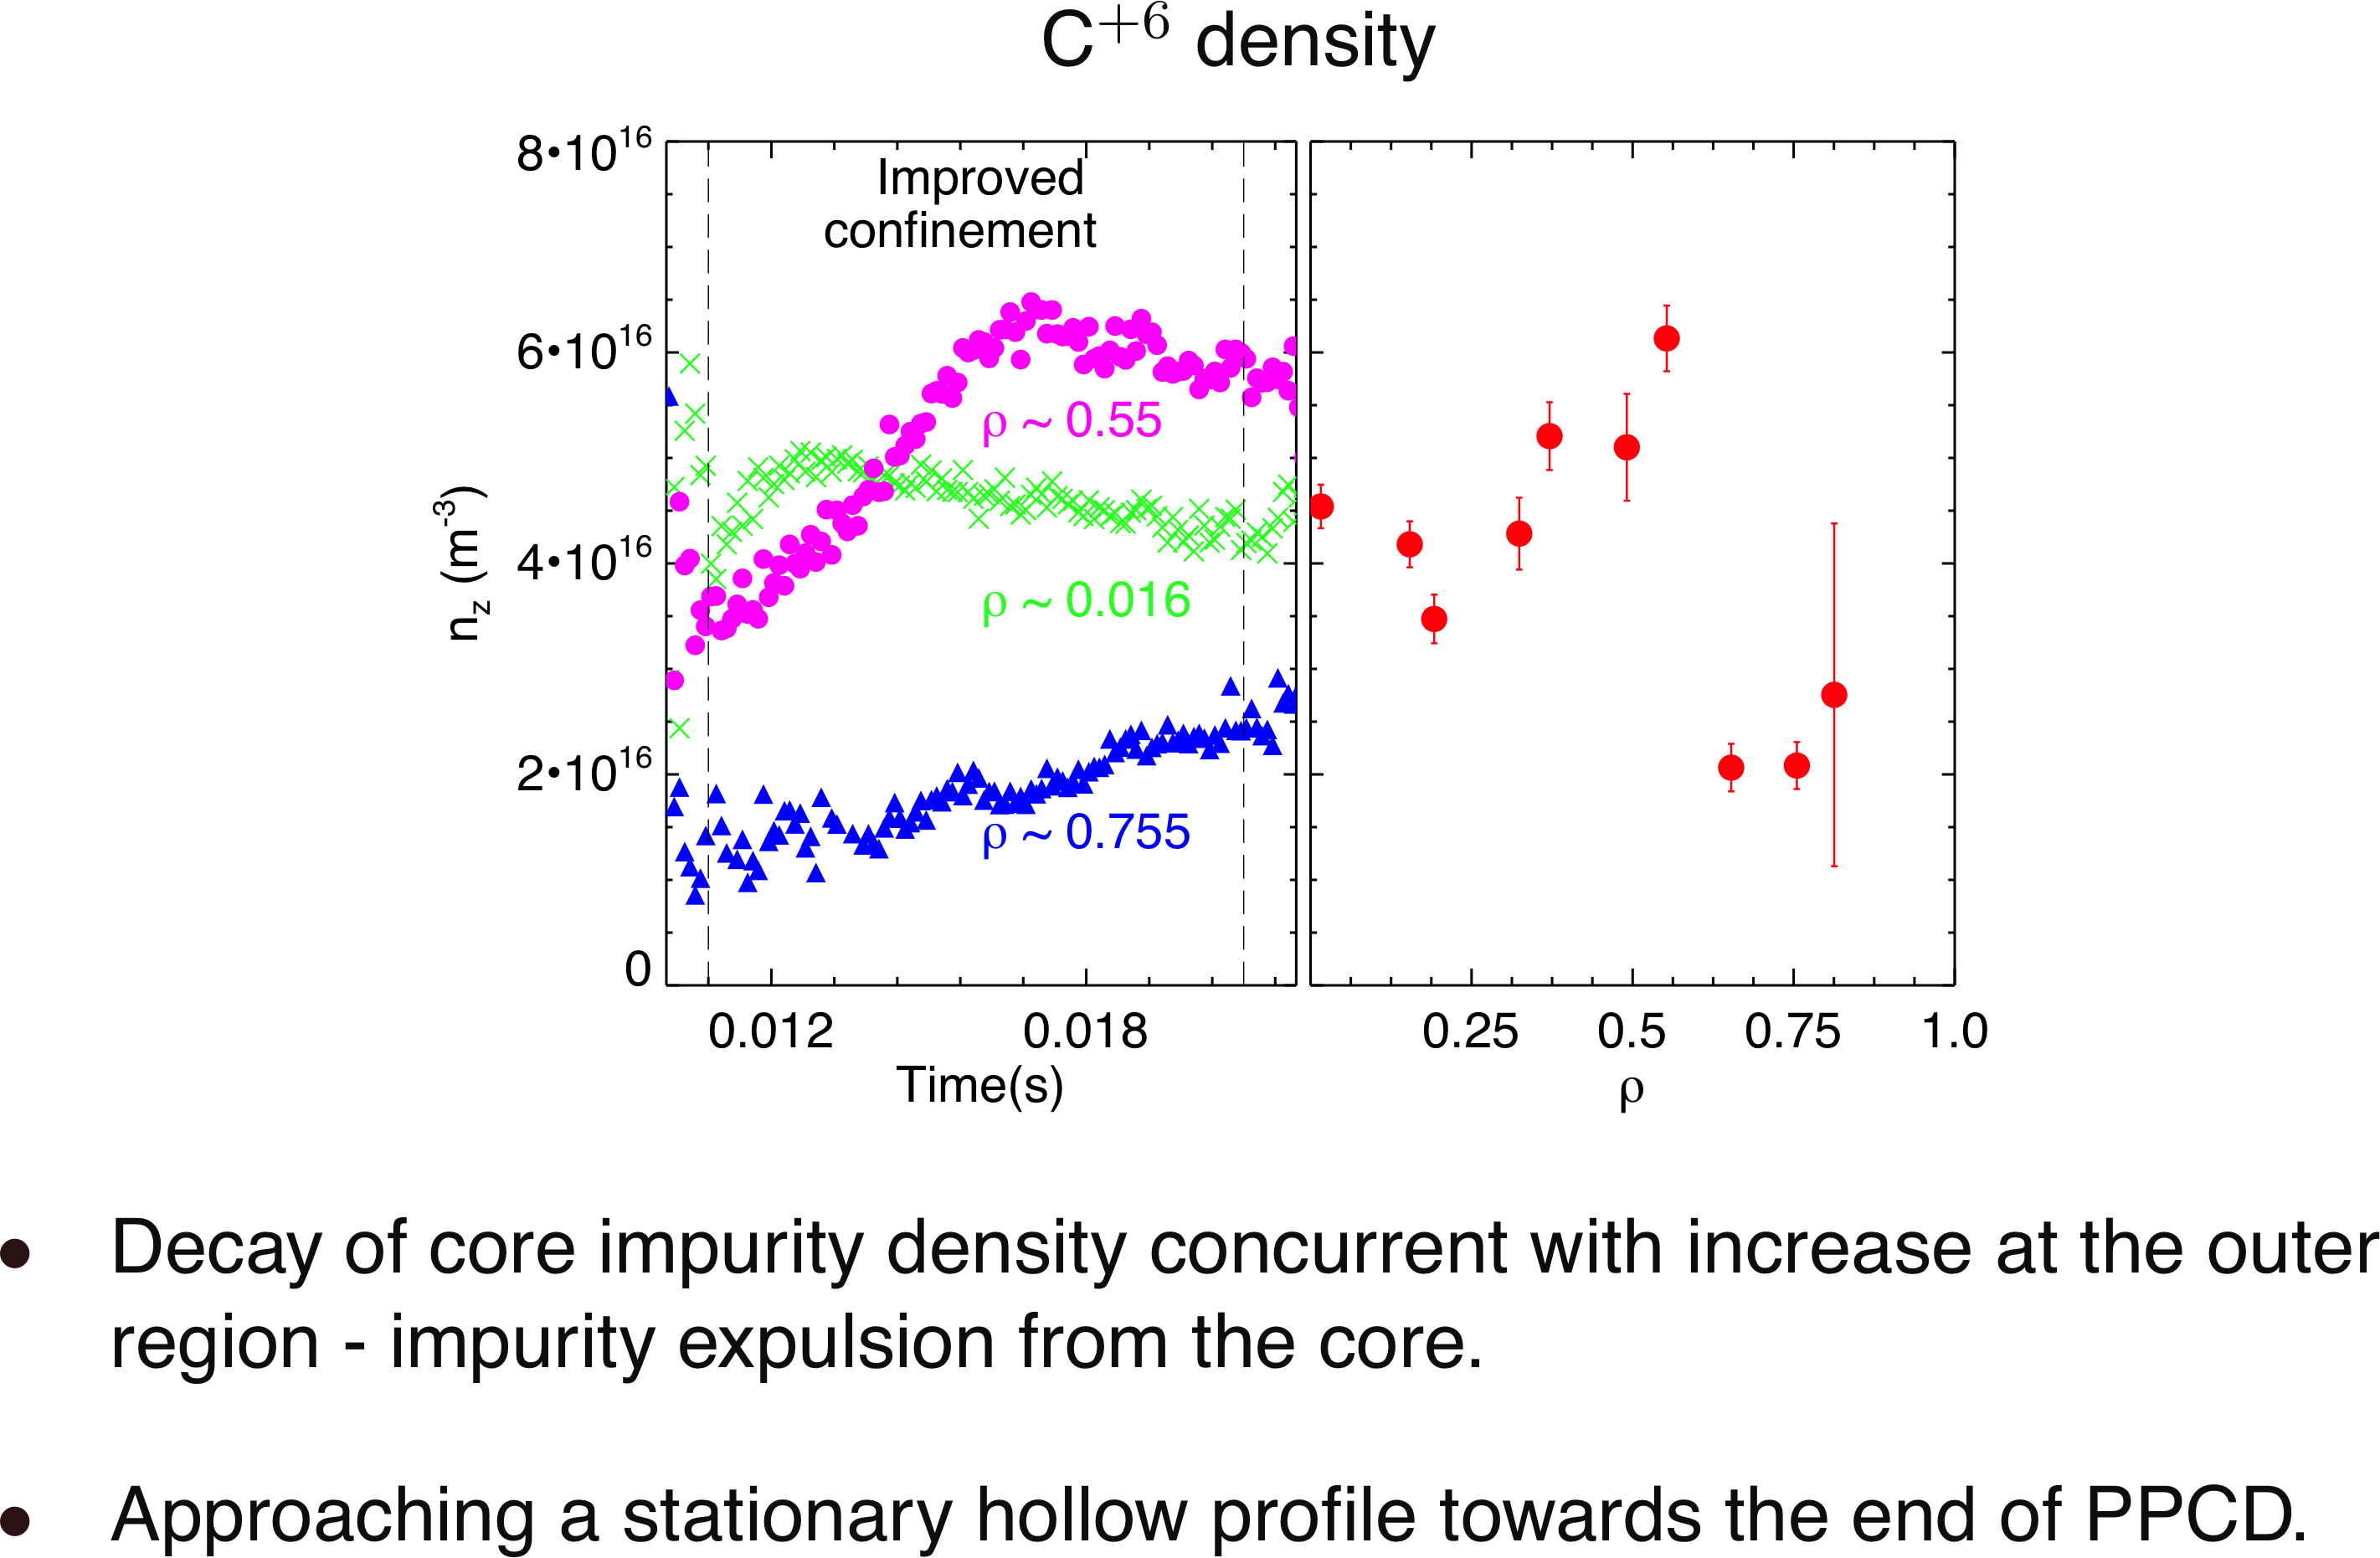 C+6 density
8•10^16
6•10^16
4•10^16
2•10^16
0
n_z (m^-3)
Improved
confinement
ρ ~ 0.55
ρ ~ 0.016
ρ ~ 0.755
0.012 0.018
Time(s)
0.25 0.5 0.75 1.0
ρ
• Decay of core impurity density concurrent with increase at the outer
region - impurity expulsion from the core.
• Approaching a stationary hollow profile towards the end of PPCD.